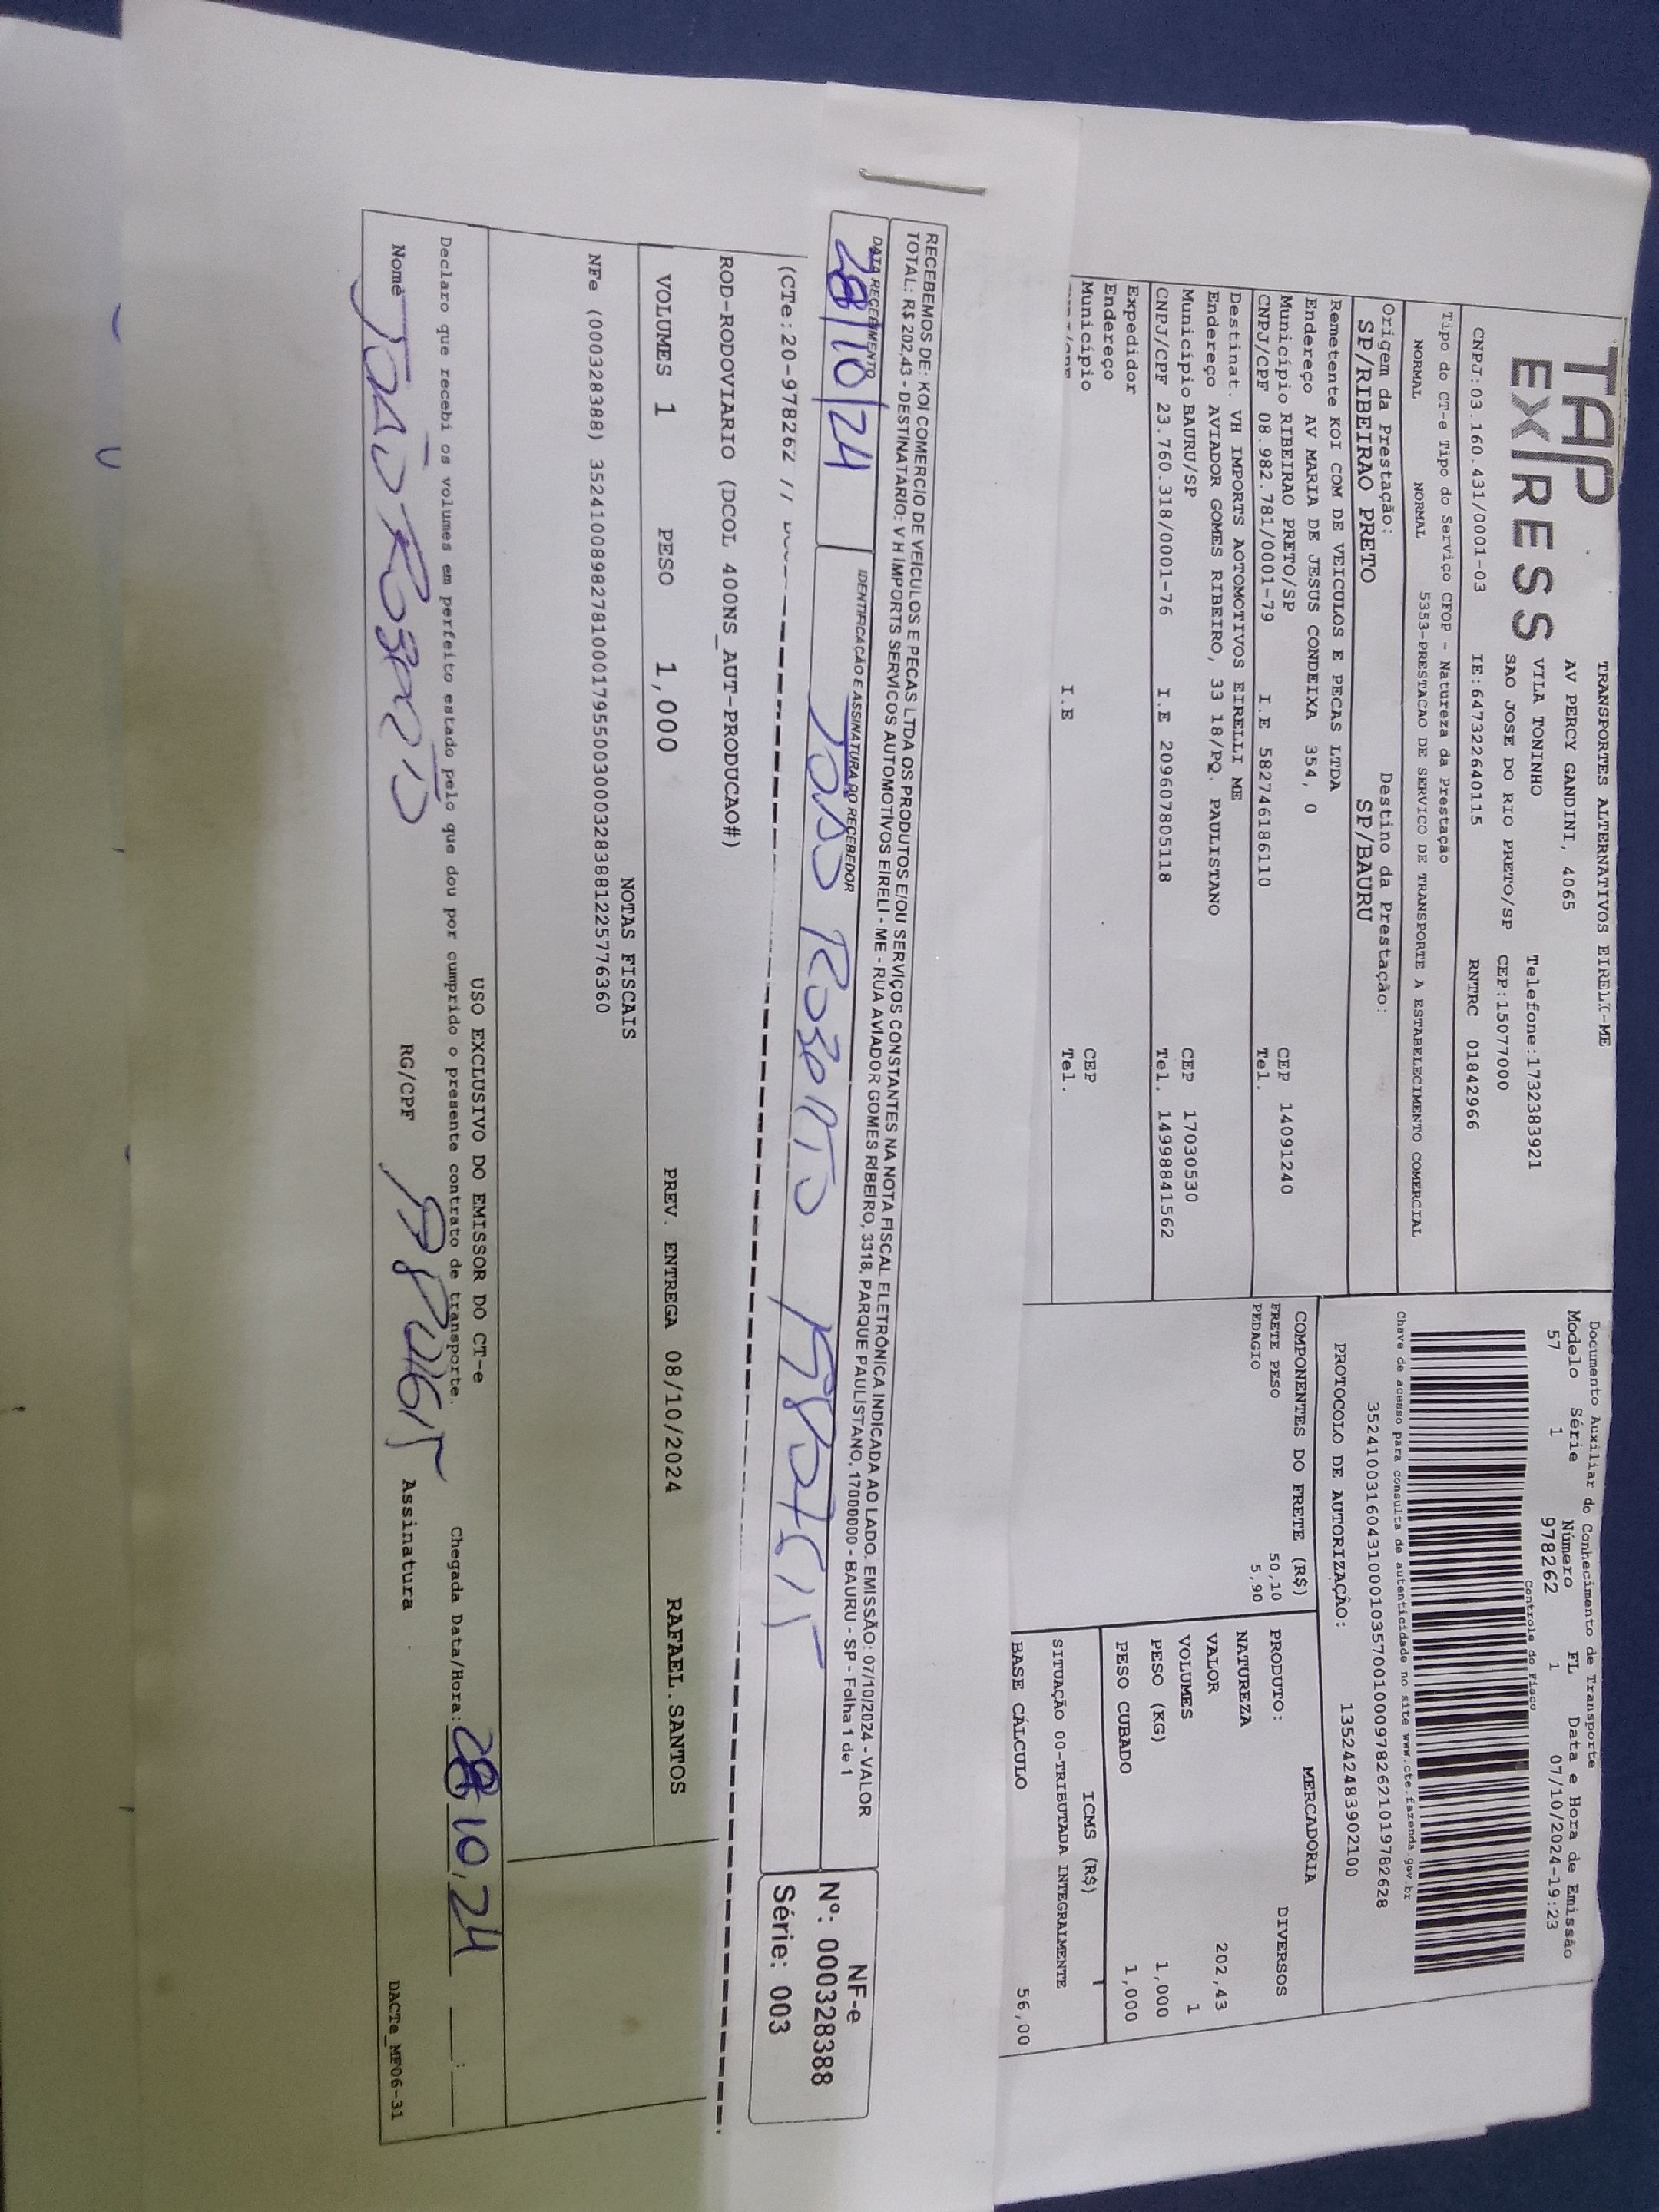 TAP EXPRESS
TRANSPORTES ALTERNATIVOS EIRELI-ME
AV PERCY GANDINI, 4065
VILA TONINHO Telefone:1732383921
SAO JOSE DO RIO PRETO/SP CEP:15077000
CNPJ:03.160.431/0001-03 IE:647322640115 RNTRC 01842966
Tipo do CT-e Tipo do Serviço CFOP - Natureza da Prestação
NORMAL NORMAL 5353-PRESTACAO DE SERVICO DE TRANSPORTE A ESTABELECIMENTO COMERCIAL
Origem da Prestação: Destino da Prestação:
SP/RIBEIRAO PRETO SP/BAURU
Remetente KOI COM DE VEICULOS E PECAS LTDA
Endereço AV MARIA DE JESUS CONDEIXA 354, 0
Município RIBEIRAO PRETO/SP CEP 14091240
CNPJ/CPF 08.982.781/0001-79 I.E 582746186110 Tel.
Destinat. VH IMPORTS AOTOMOTIVOS EIRELLI ME
Endereço AVIADOR GOMES RIBEIRO, 33 18/PQ. PAULISTANO
Município BAURU/SP CEP 17030530
CNPJ/CPF 23.760.318/0001-76 I.E 209607805118 Tel. 14998841562
Expedidor
Endereço
Município CEP
I.E Tel.
Documento Auxiliar do Conhecimento de Transporte
Modelo Série Número FL Data e Hora de Emissão
57 1 978262 1 07/10/2024-19:23
Controle do Fisco
Chave de acesso para consulta de autenticidade no site www.cte.fazenda.gov.br
35241003160431000103570010009782621019782628
PROTOCOLO DE AUTORIZAÇÃO: 135242483902100
COMPONENTES DO FRETE (R$)
FRETE PESO 50,10
PEDAGIO 5,90
MERCADORIA
PRODUTO: DIVERSOS
NATUREZA
VALOR 202,43
VOLUMES 1
PESO (KG) 1,000
PESO CUBADO 1,000
ICMS (R$)
SITUAÇÃO 00-TRIBUTADA INTEGRALMENTE
BASE CÁLCULO 56,00
RECEBEMOS DE: KOI COMERCIO DE VEICULOS E PECAS LTDA OS PRODUTOS E/OU SERVIÇOS CONSTANTES NA NOTA FISCAL ELETRÔNICA INDICADA AO LADO. EMISSÃO: 07/10/2024 - VALOR
TOTAL: R$ 202,43 - DESTINATÁRIO: V H IMPORTS SERVICOS AUTOMOTIVOS EIRELI - ME - RUA AVIADOR GOMES RIBEIRO, 3318, PARQUE PAULISTANO, 17000000 - BAURU - SP - Folha 1 de 1
DATA RECEBIMENTO IDENTIFICAÇÃO E ASSINATURA DO RECEBEDOR
28/10/24 JOÃO ROBERTO
NF-e
Nº: 000328388
Série: 003
(CTe:20-978262 //
ROD-RODOVIARIO (DCOL 400NS_AUT-PRODUCAO#)
VOLUMES 1 PESO 1,000 PREV. ENTREGA 08/10/2024 RAFAEL.SANTOS
NOTAS FISCAIS
NFe (000328388) 35241008982781000179550030003283881225776360
USO EXCLUSIVO DO EMISSOR DO CT-e
Declaro que recebi os volumes em perfeito estado pelo que dou por cumprido o presente contrato de transporte. Chegada Data/Hora: 28/10/24 __:__
Nome JOÃO ROBERTO RG/CPF Assinatura
DACTe_MF06-31